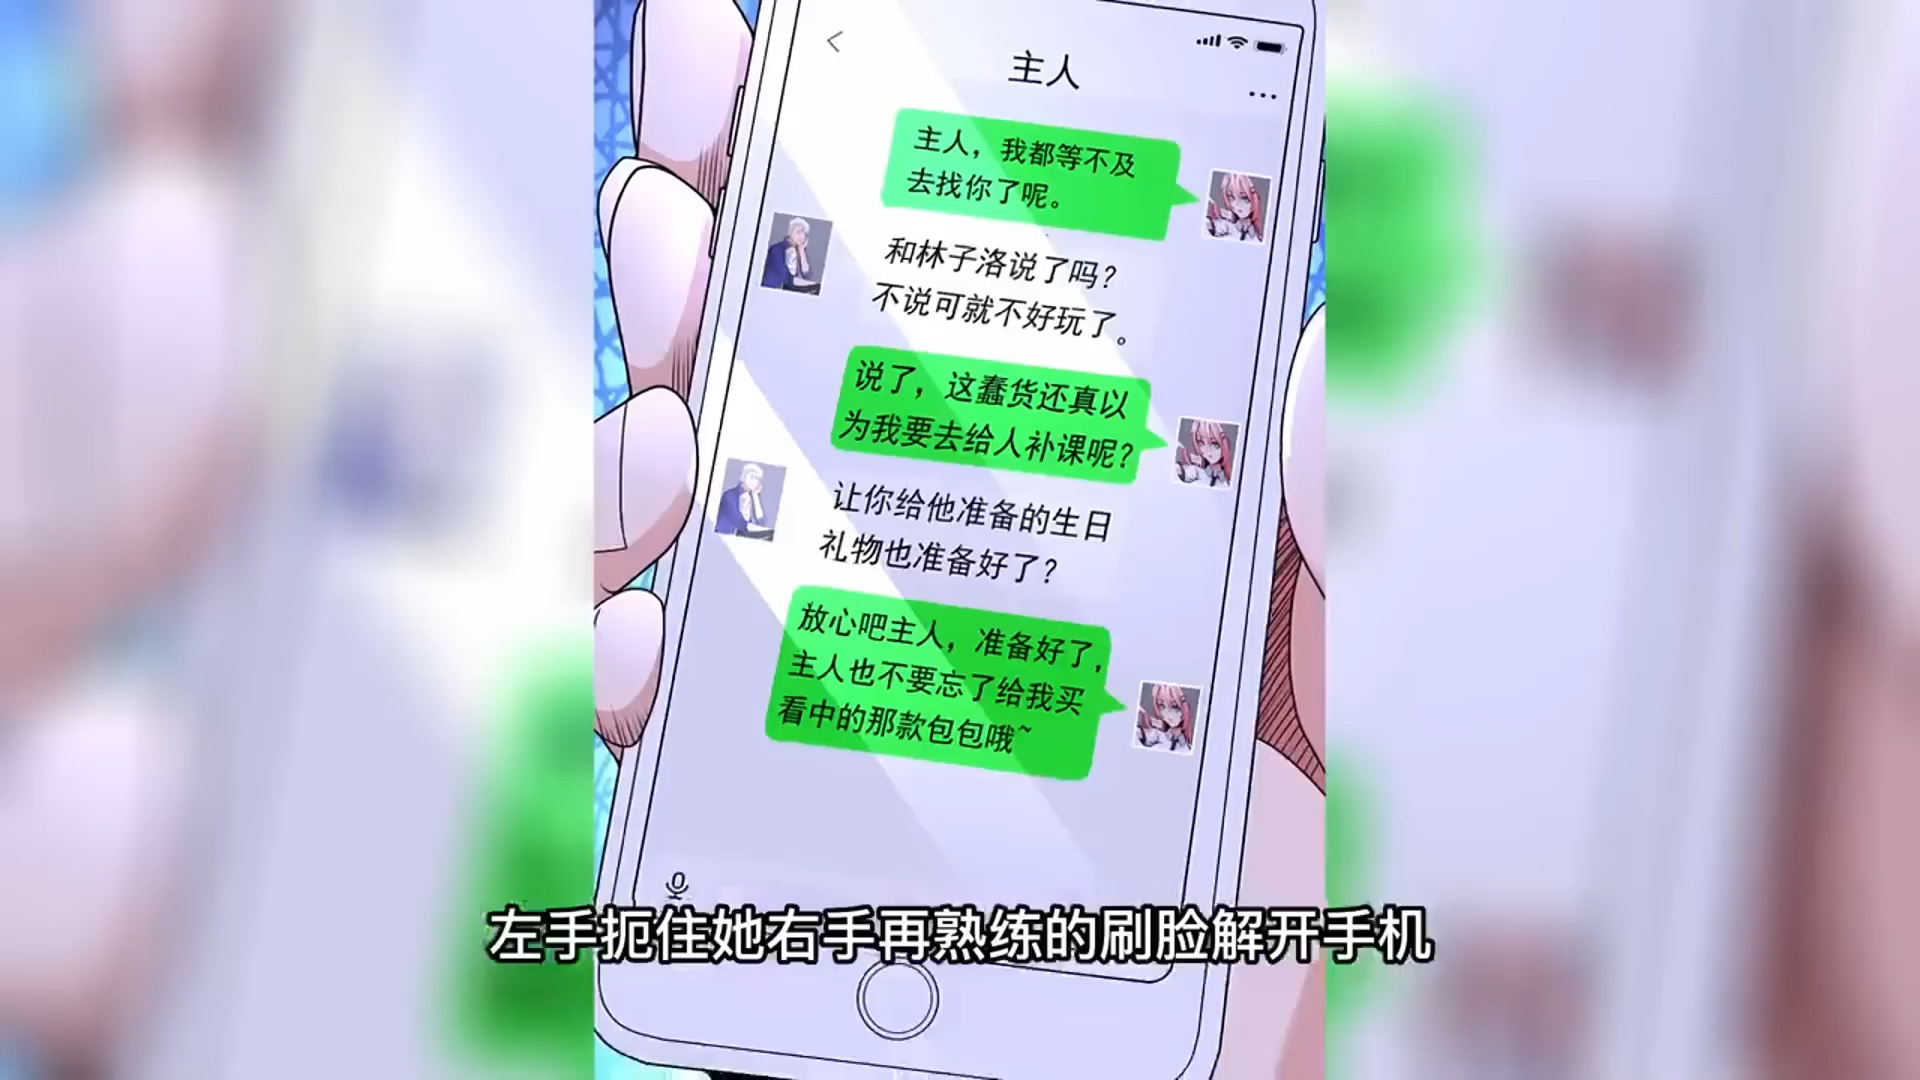 主人
...
主人，我都等不及
去找你了呢。
和林子洛说了吗？
不说可就不好玩了。
说了，这蠢货还真以
为我要去给人补课呢？
让你给他准备的生日
礼物也准备好了？
放心吧主人，准备好了，
主人也不要忘了给我买
看中的那款包包哦~
左手扼住她右手再熟练的刷脸解开手机